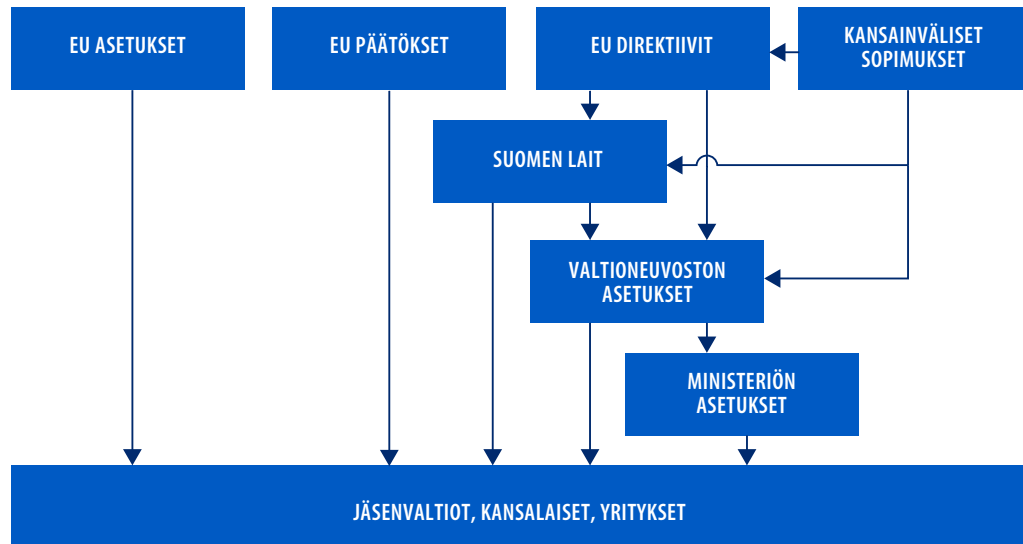 EU ASETUKSET
EU PÄÄTÖKSET
EU DIREKTIIVIT
KANSAINVÄLISET
SOPIMUKSET
SUOMEN LAIT
VALTIONEUVOSTON
ASETUKSET
MINISTERIÖN
ASETUKSET
JÄSENVALTIOT, KANSALAISET, YRITYKSET